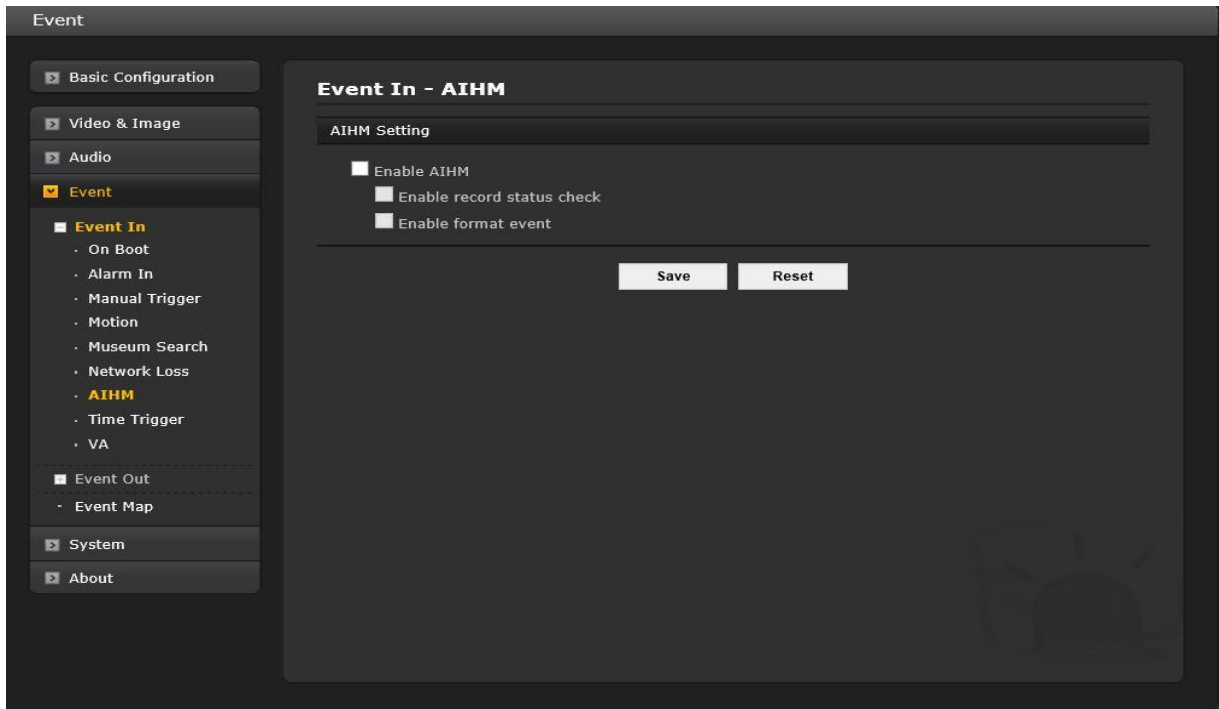 Event
Basic Configuration
Video & Image
Audio
Event
Event In
On Boot
Alarm In
Manual Trigger
Motion
Museum Search
Network Loss
AIHM
Time Trigger
VA
Event Out
Event Map
System
About
Event In - AIHM
AIHM Setting
Enable AIHM
Enable record status check
Enable format event
Save Reset